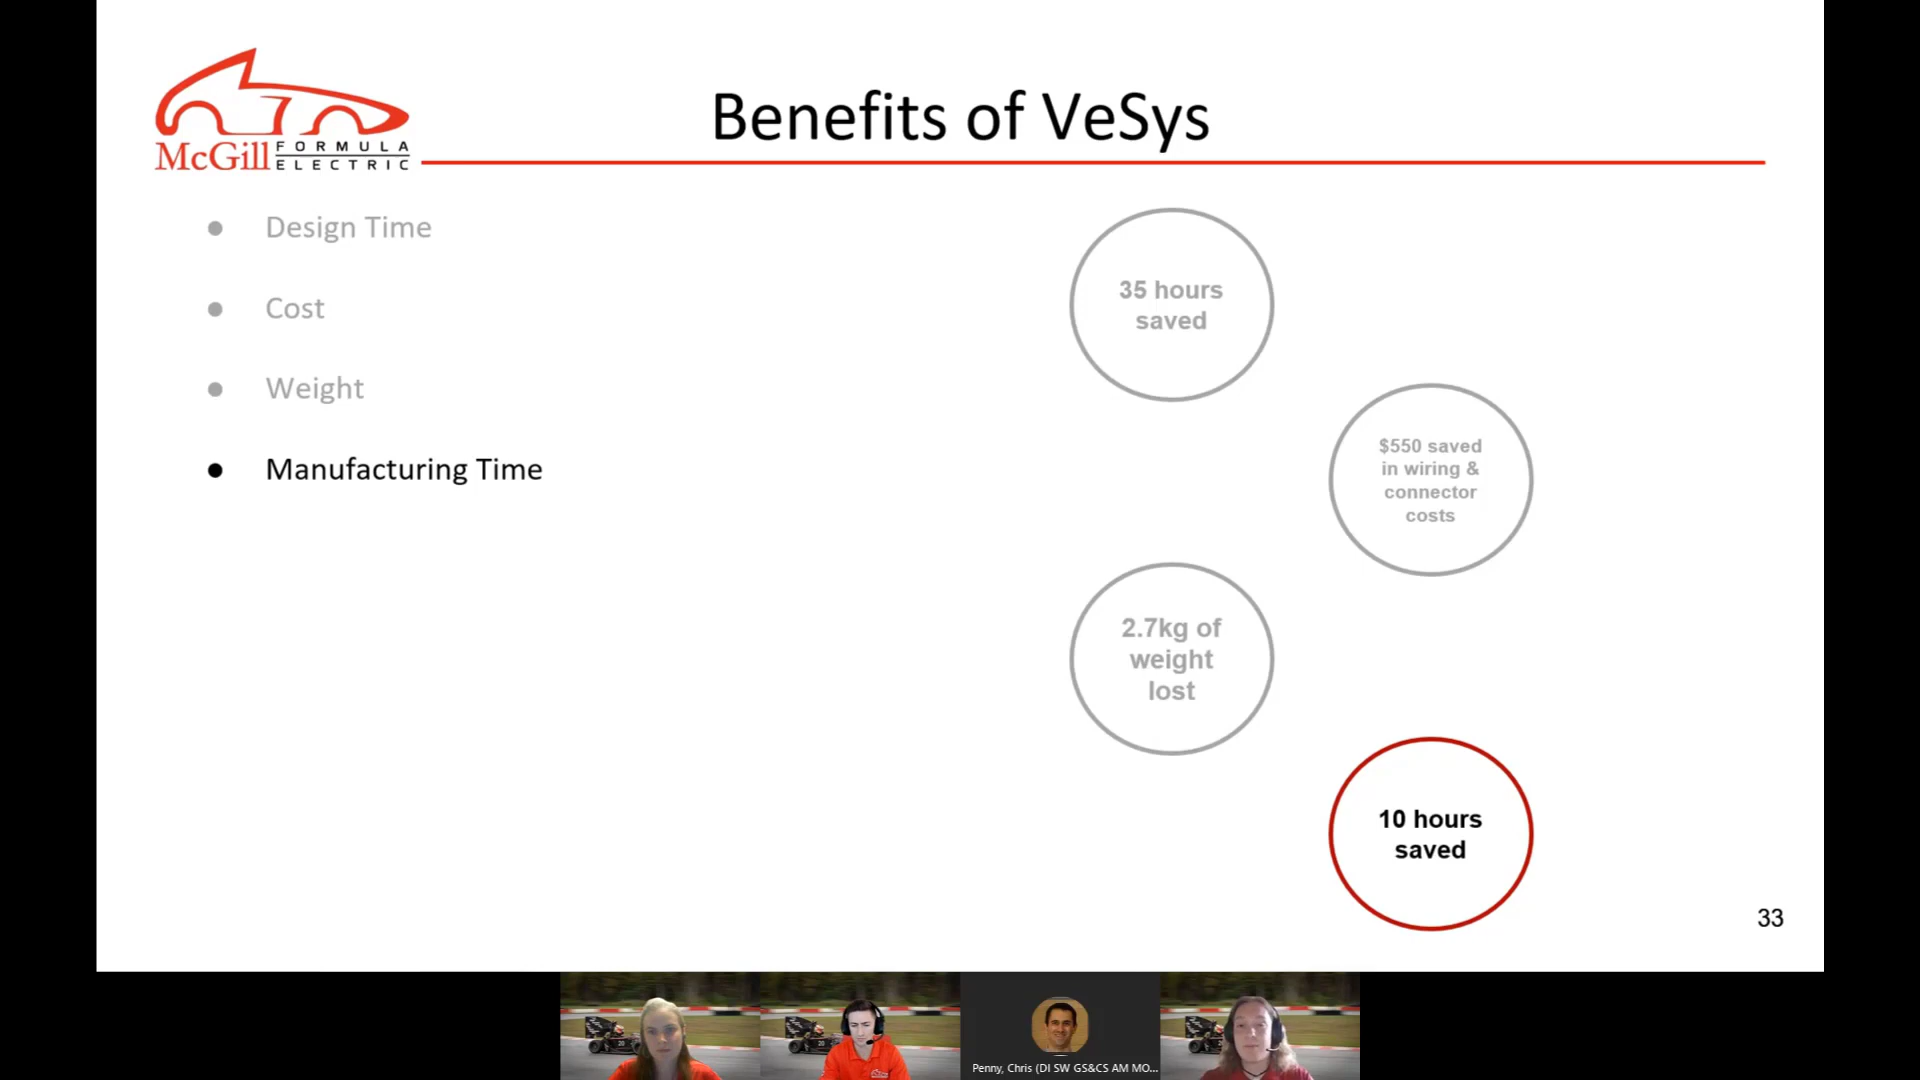 McGill FORMULA
ELECTRIC
Benefits of VeSys
● Design Time
● Cost
● Weight
● Manufacturing Time
35 hours
saved
$550 saved
in wiring &
connector
costs
2.7kg of
weight
lost
10 hours
saved
33
Penny, Chris (DI SW GS&CS AM MO...